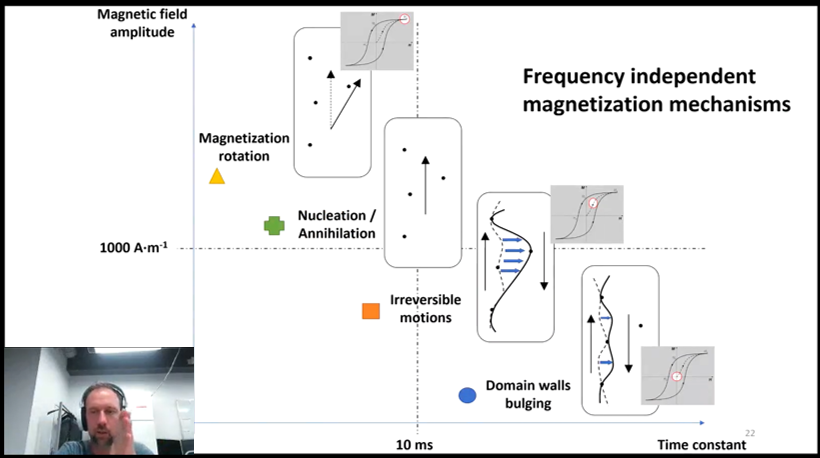 Magnetic field
amplitude
Frequency independent
magnetization mechanisms
Magnetization
rotation
Nucleation /
Annihilation
1000 A·m-1
Irreversible
motions
Domain walls
bulging
10 ms
Time constant
22